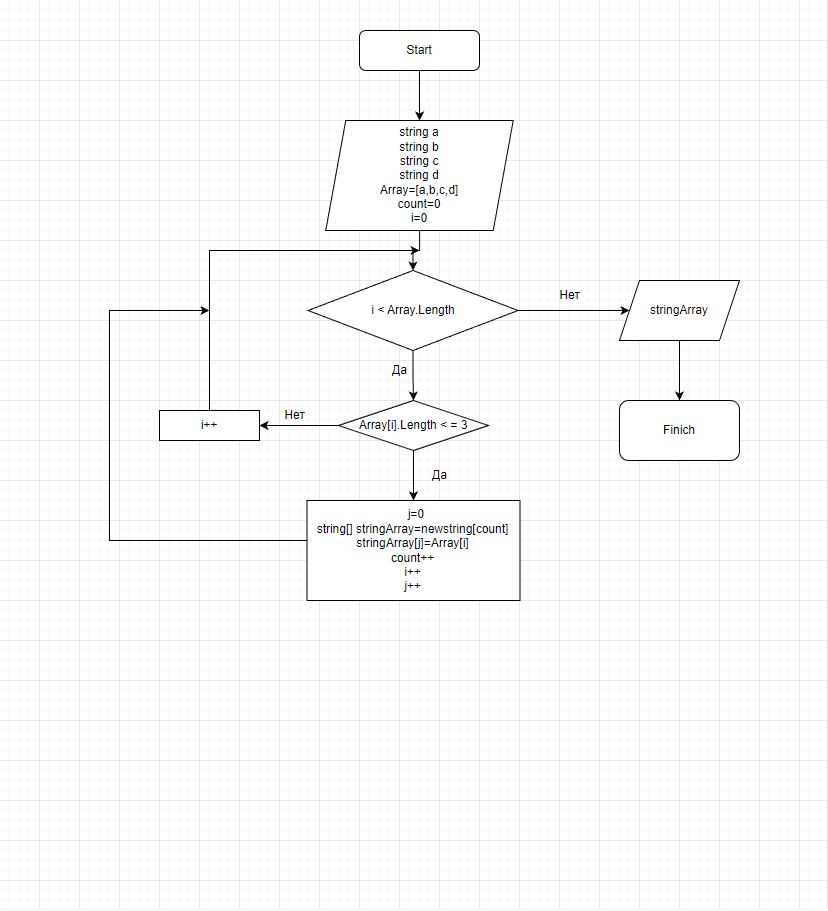 Start
string a
string b
string c
string d
Array=[a,b,c,d]
count=0
i=0
i < Array.Length
Нет
stringArray
Да
Array[i].Length < = 3
Нет
i++
Finich
Да
j=0
string[] stringArray=newstring[count]
stringArray[j]=Array[i]
count++
i++
j++